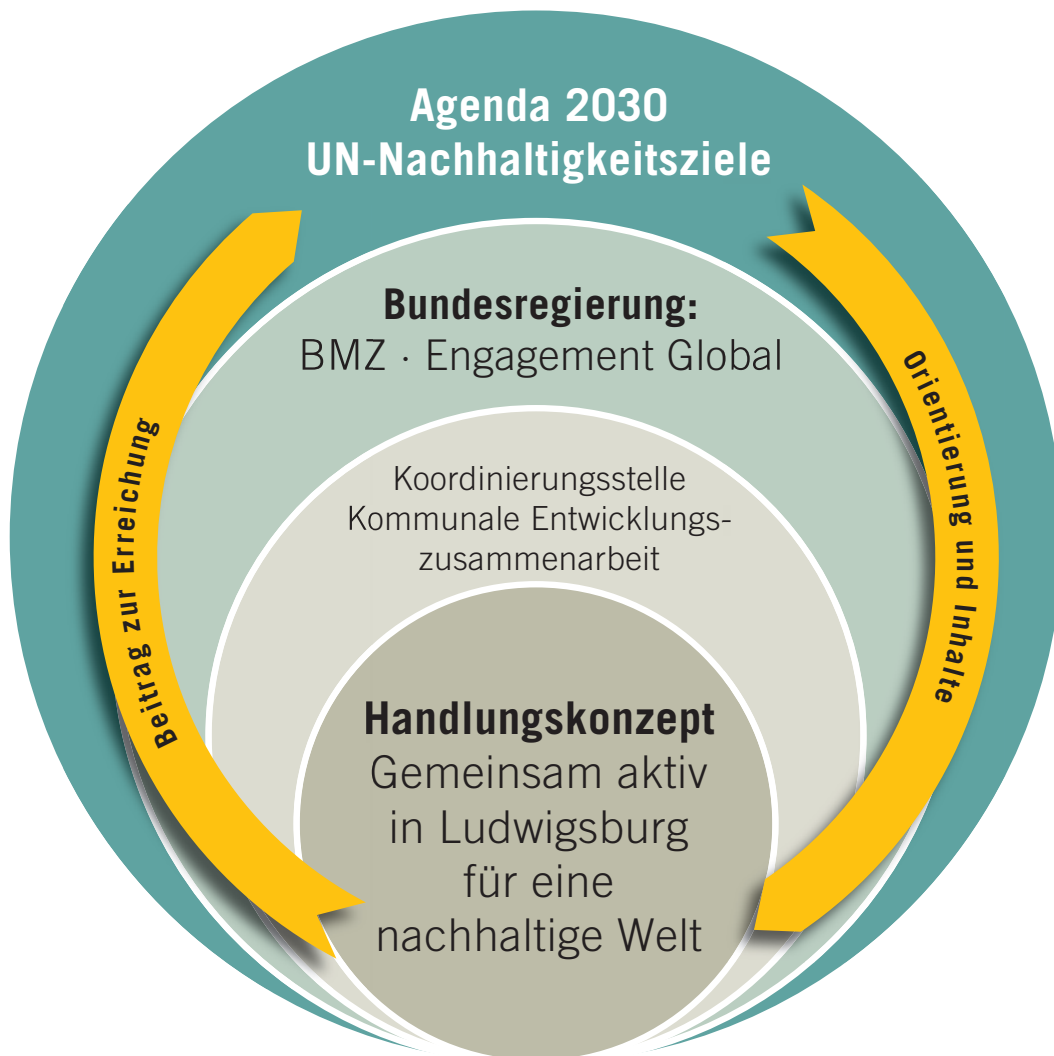 Agenda 2030
UN-Nachhaltigkeitsziele
Bundesregierung:
BMZ · Engagement Global
Koordinierungsstelle
Kommunale Entwicklungs-
zusammenarbeit
Handlungskonzept
Gemeinsam aktiv
in Ludwigsburg
für eine
nachhaltige Welt
Beitrag zur Erreichung
Orientierung und Inhalte